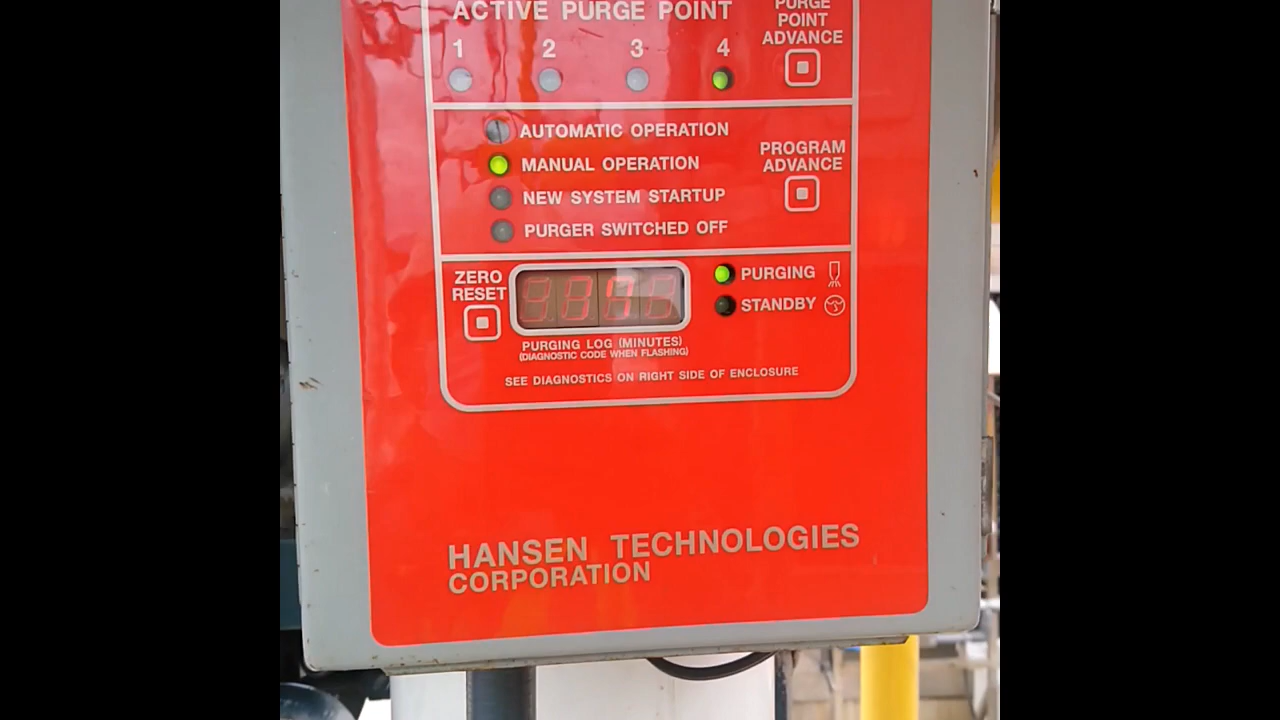 ACTIVE PURGE POINT
PURGE
POINT
ADVANCE
1 2 3 4
AUTOMATIC OPERATION
MANUAL OPERATION
NEW SYSTEM STARTUP
PURGER SWITCHED OFF
PROGRAM
ADVANCE
ZERO
RESET
PURGING
STANDBY
PURGING LOG (MINUTES)
(DIAGNOSTIC CODE WHEN FLASHING)
SEE DIAGNOSTICS ON RIGHT SIDE OF ENCLOSURE
HANSEN TECHNOLOGIES
CORPORATION